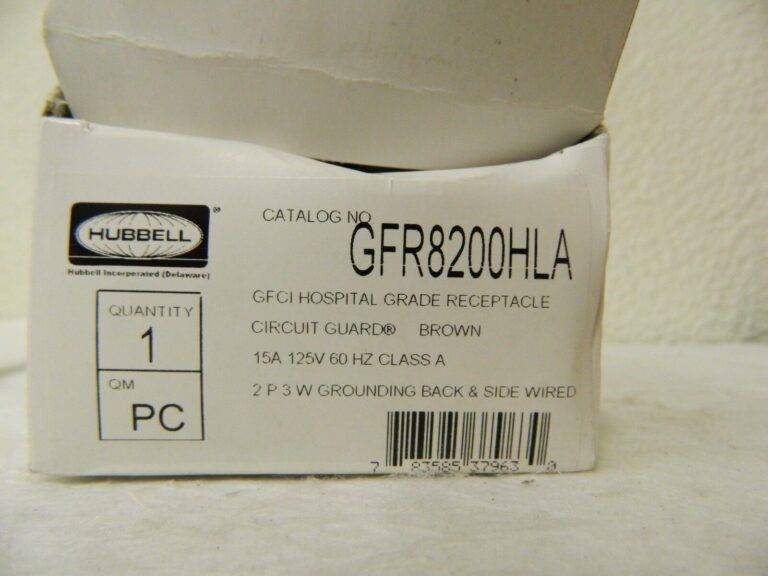 HUBBELL ®
Hubbell Incorporated (Delaware)
CATALOG NO
GFR8200HLA
GFCI HOSPITAL GRADE RECEPTACLE
CIRCUIT GUARD® BROWN
15A 125V 60 HZ CLASS A
2 P 3 W GROUNDING BACK & SIDE WIRED
QUANTITY
1
QM
PC
7 83585 37963 0